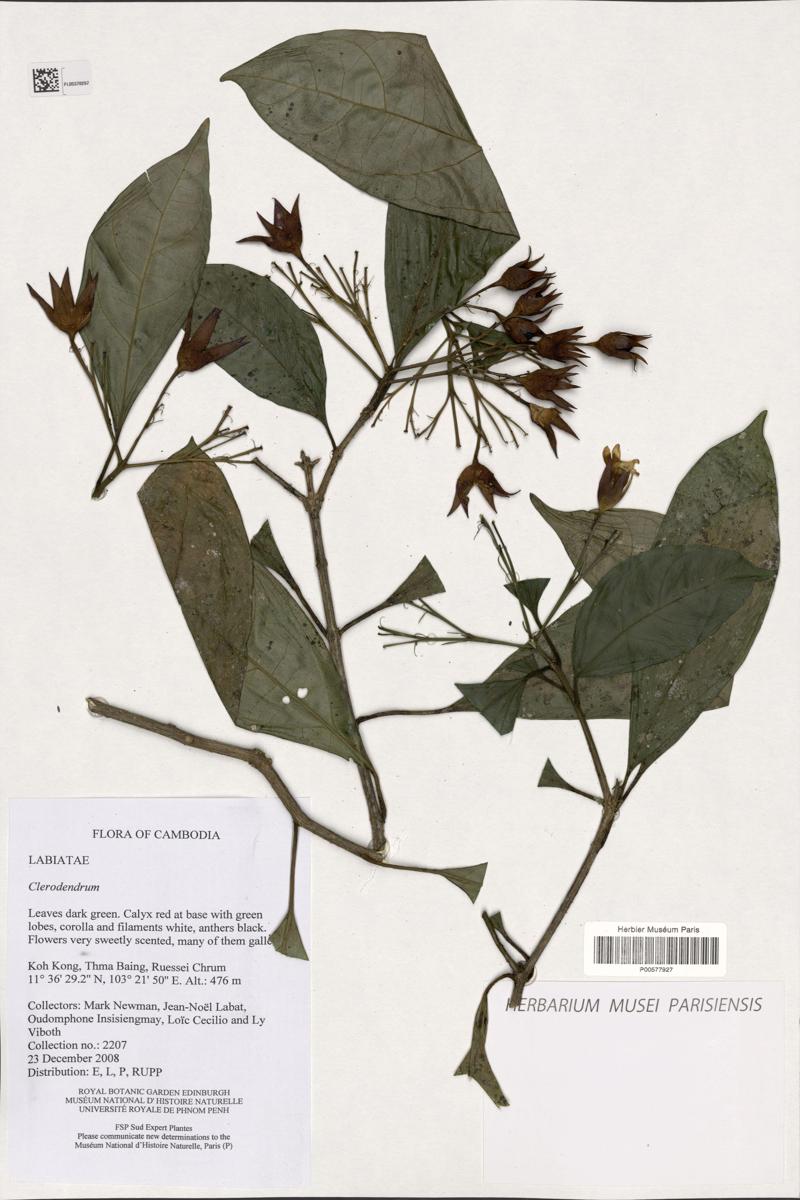 FLORA OF CAMBODIA
LABIATAE
Clerodendrum
Leaves dark green. Calyx red at base with green
lobes, corolla and filaments white, anthers black.
Flowers very sweetly scented, many of them
Koh Kong, Thma Baing, Ruessei Chrum
11° 36' 29.2'' N, 103° 21' 50'' E. Alt.: 476 m
Collectors: Mark Newman, Jean-Noël Labat,
Oudomphone Insisiengmay, Loïc Cecilio and Ly
Viboth
Collection no.: 2207
23 December 2008
Distribution: E, L, P, RUPP
ROYAL BOTANIC GARDEN EDINBURGH
MUSÉUM NATIONAL D' HISTOIRE NATURELLE
UNIVERSITÉ ROYALE DE PHNOM PENH
FSP Sud Expert Plantes
Please communicate new determinations to the
Muséum National d'Histoire Naturelle, Paris (P)
Herbier Muséum Paris
P00577927
HERBARIUM MUSEI PARISIENSIS